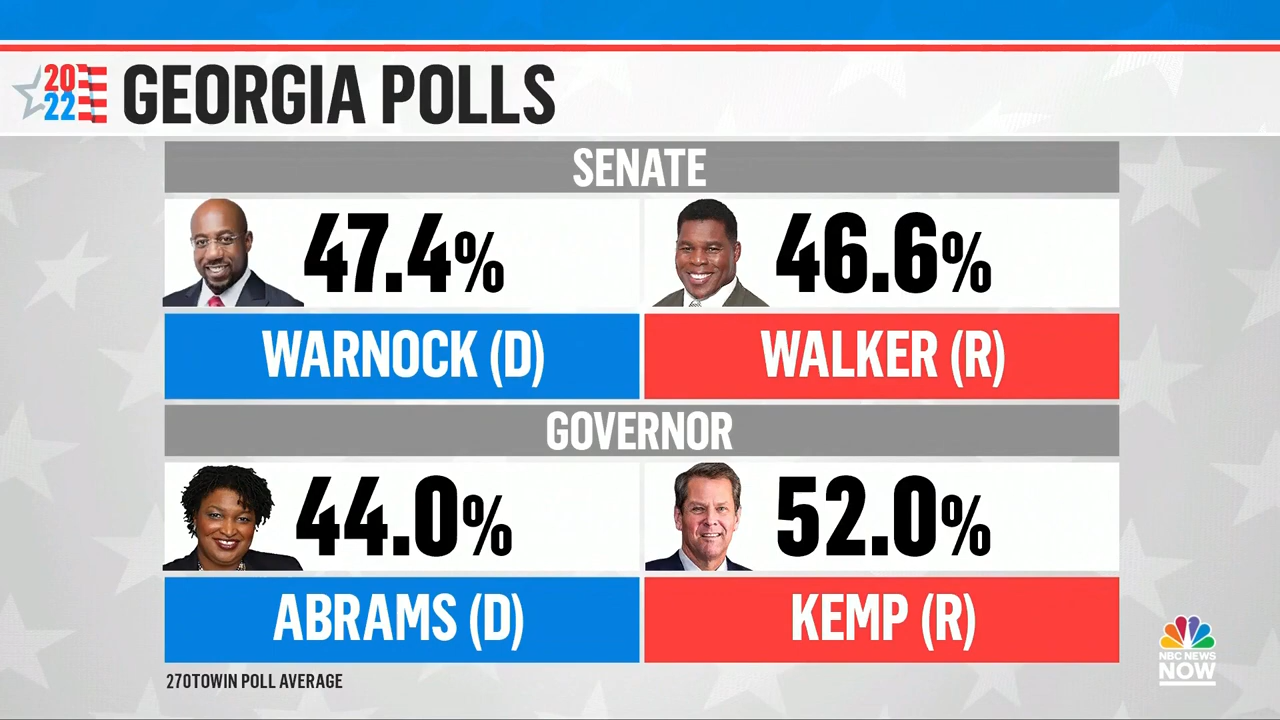 2022 GEORGIA POLLS
SENATE
47.4% 46.6%
WARNOCK (D) WALKER (R)
GOVERNOR
44.0% 52.0%
ABRAMS (D) KEMP (R)
270TOWIN POLL AVERAGE
NBC NEWS
NOW